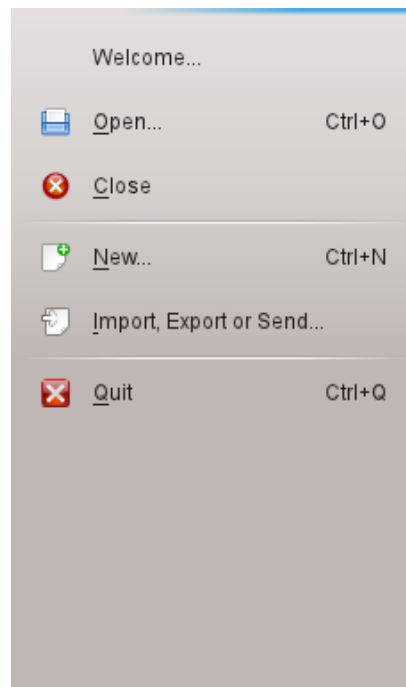 Welcome...
Open... Ctrl+O
Close
New... Ctrl+N
Import, Export or Send...
Quit Ctrl+Q